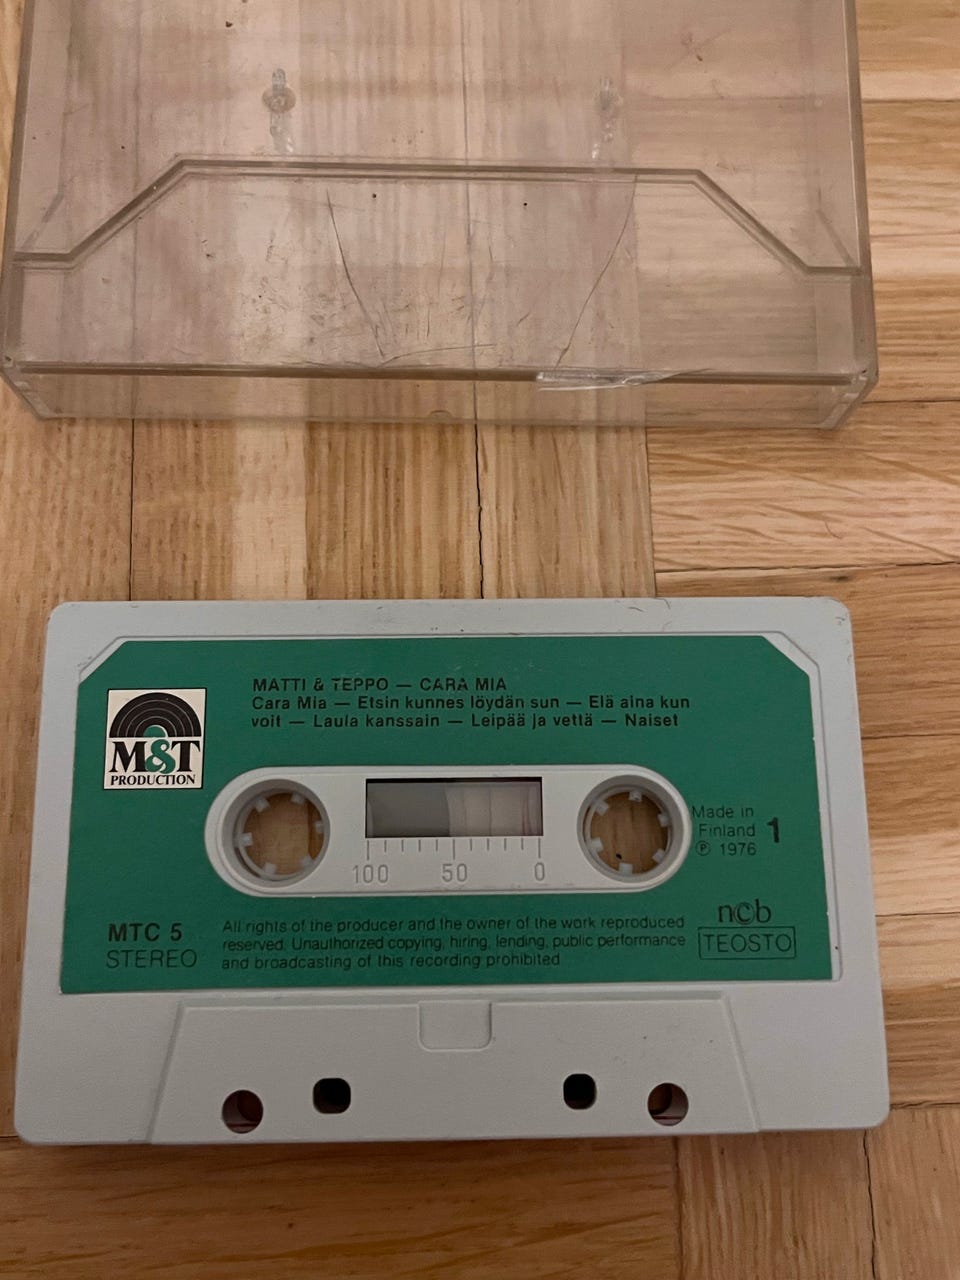 MATTI & TEPPO — CARA MIA
Cara Mia — Etsin kunnes löydän sun — Elä aina kun
voit — Laula kanssain — Leipää ja vettä — Naiset
M&T
PRODUCTION
Made in
Finland
℗ 1976
1
100 50 0
MTC 5
STEREO
All rights of the producer and the owner of the work reproduced
reserved. Unauthorized copying, hiring, lending, public performance
and broadcasting of this recording prohibited
ncb
TEOSTO